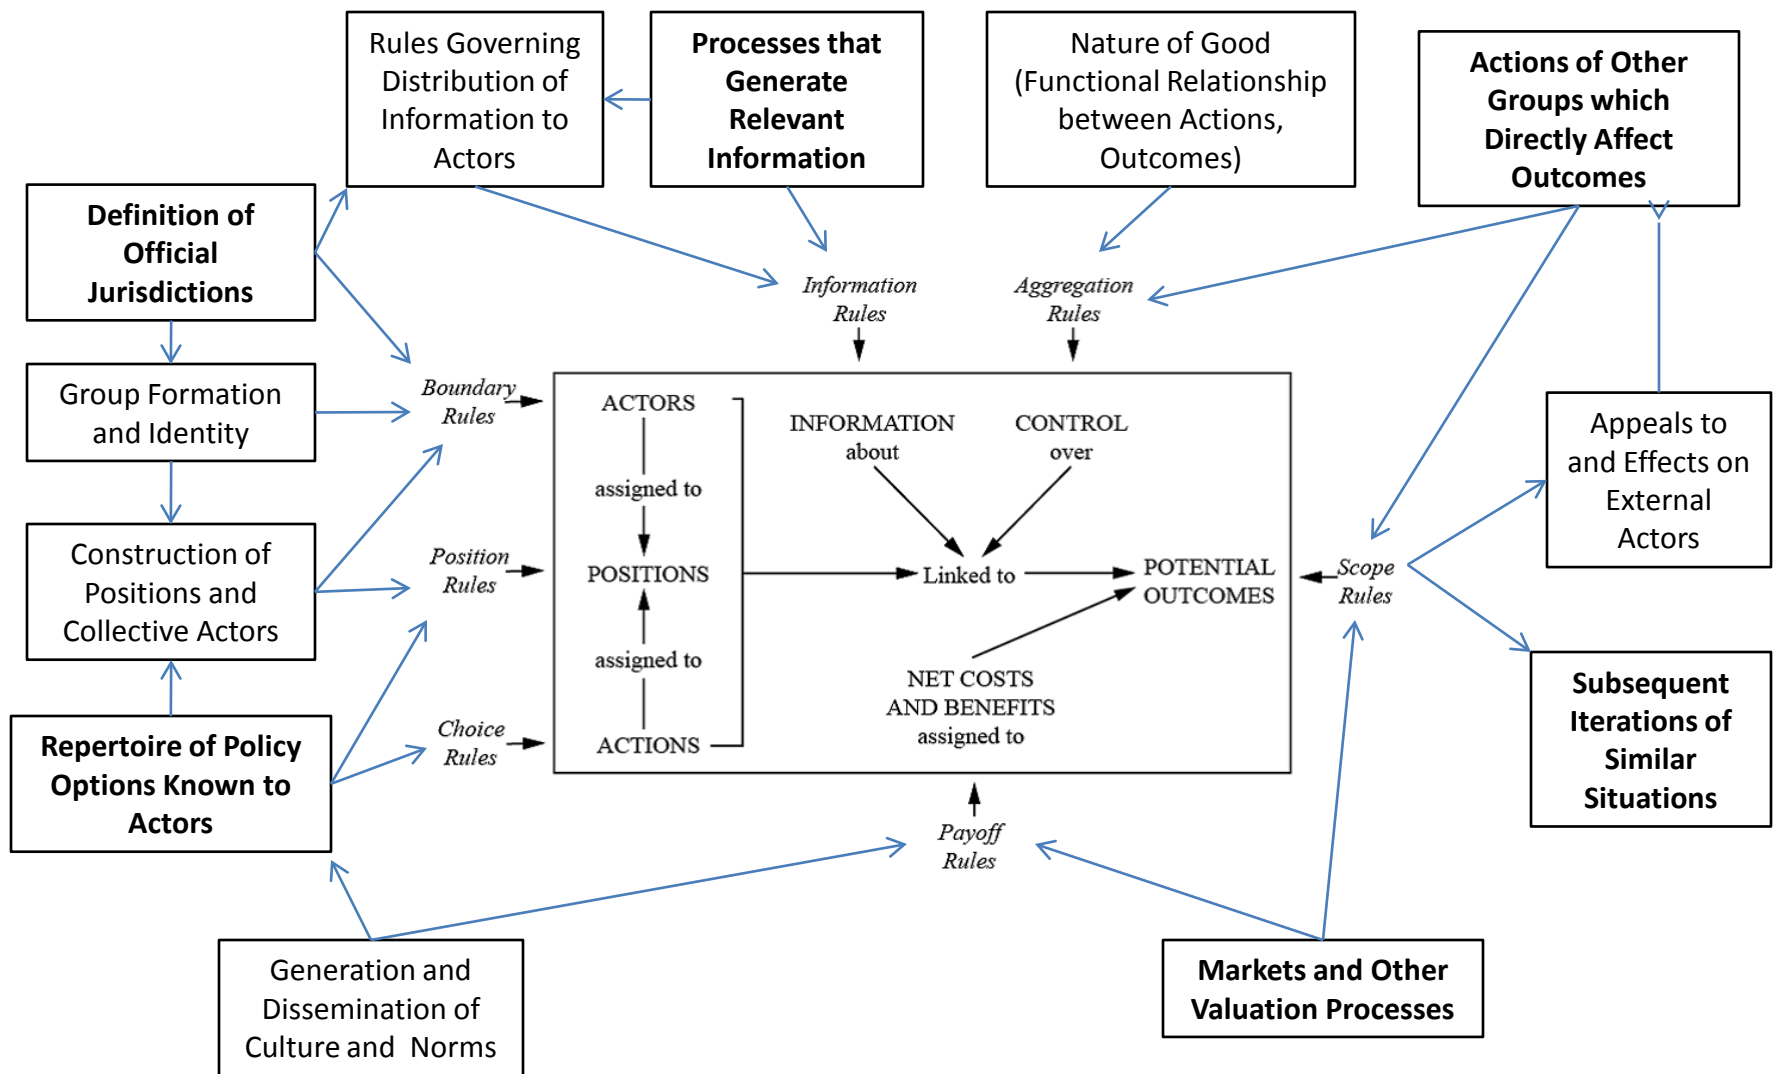 Rules Governing
Distribution of
Information to
Actors
Processes that
Generate
Relevant
Information
Nature of Good
(Functional Relationship
between Actions,
Outcomes)
Actions of Other
Groups which
Directly Affect
Outcomes
Definition of
Official
Jurisdictions
Group Formation
and Identity
Construction of
Positions and
Collective Actors
Repertoire of Policy
Options Known to
Actors
Generation and
Dissemination of
Culture and Norms
Information
Rules
Aggregation
Rules
Boundary
Rules
Position
Rules
Choice
Rules
ACTORS
assigned to
POSITIONS
assigned to
ACTIONS
INFORMATION
about
CONTROL
over
Linked to
POTENTIAL
OUTCOMES
NET COSTS
AND BENEFITS
assigned to
Scope
Rules
Payoff
Rules
Appeals to
and Effects on
External
Actors
Subsequent
Iterations of
Similar
Situations
Markets and Other
Valuation Processes